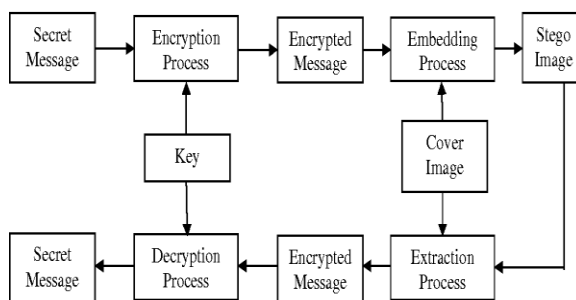 Secret
Message
Encryption
Process
Encrypted
Message
Embedding
Process
Stego
Image
Key
Cover
Image
Secret
Message
Decryption
Process
Encrypted
Message
Extraction
Process